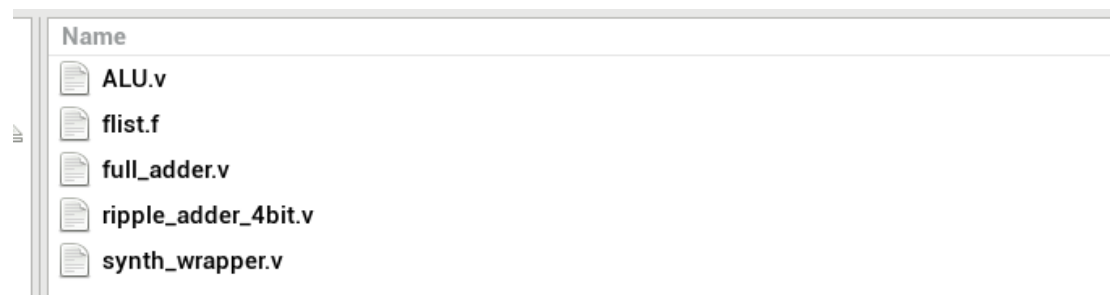 Name
ALU.v
flist.f
full_adder.v
ripple_adder_4bit.v
synth_wrapper.v